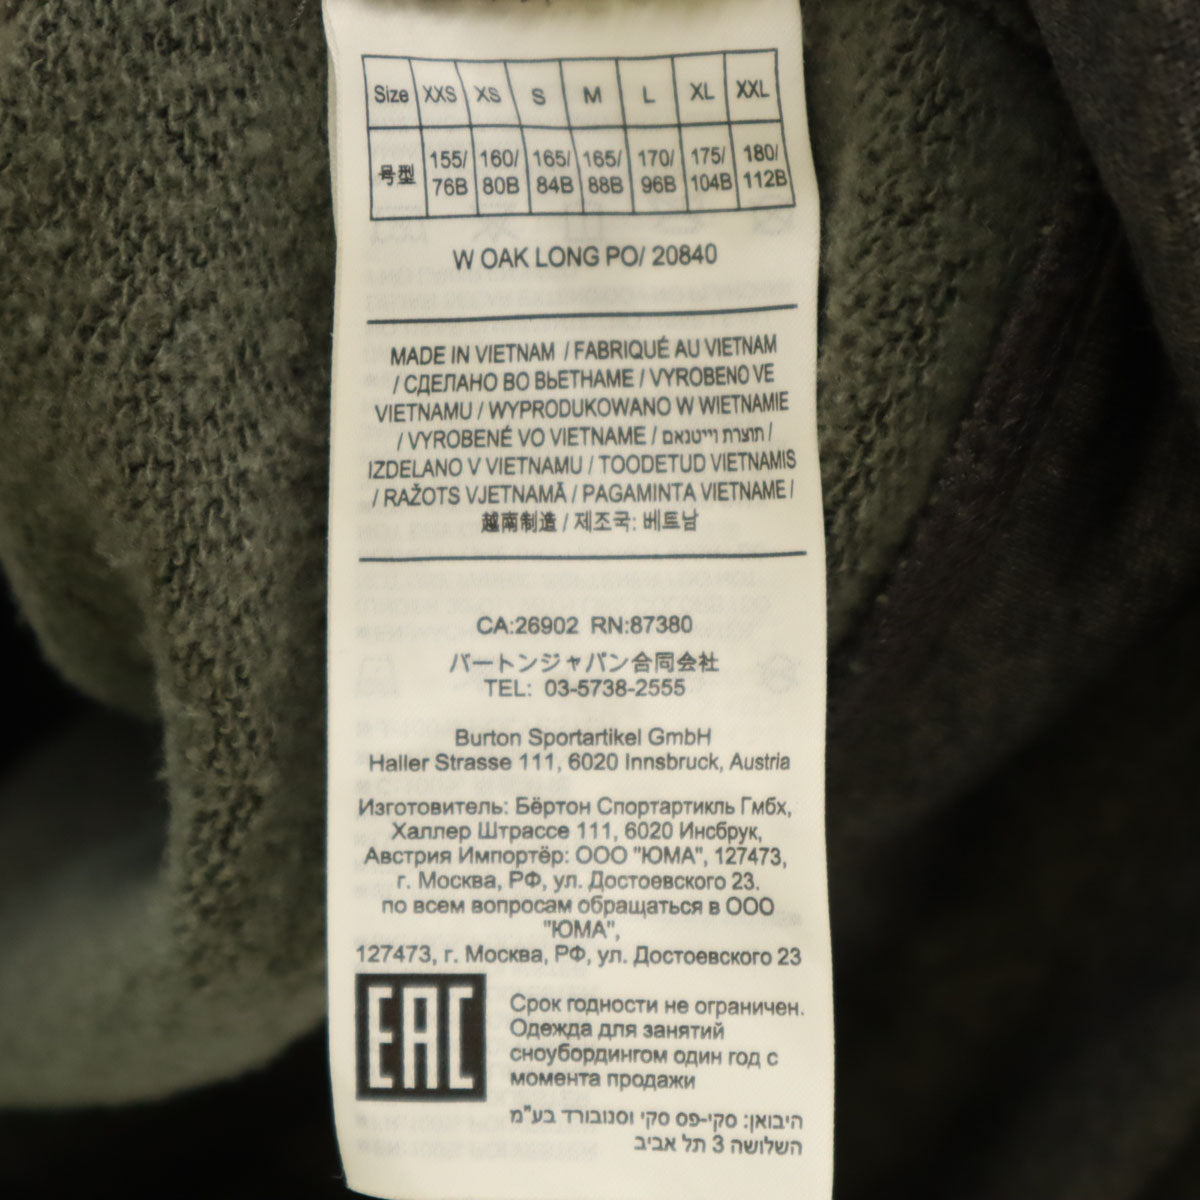 Size XXS XS S M L XL XXL
号型 155/76B 160/80B 165/84B 165/88B 170/96B 175/104B 180/112B
W OAK LONG PO/ 20840
MADE IN VIETNAM / FABRIQUÉ AU VIETNAM
/ СДЕЛАНО ВО ВЬЕТНАМЕ / VYROBENO VE
VIETNAMU / WYPRODUKOWANO W WIETNAMIE
/ VYROBENÉ VO VIETNAME / תוצרת וייטנאם /
IZDELANO V VIETNAMU / TOODETUD VIETNAMIS
/ RAŽOTS VJETNAMĀ / PAGAMINTA VIETNAME /
越南制造 / 제조국: 베트남
CA:26902 RN:87380
バートンジャパン合同会社
TEL: 03-5738-2555
Burton Sportartikel GmbH
Haller Strasse 111, 6020 Innsbruck, Austria
Изготовитель: Бёртон Спортартикль Гмбх,
Халлер Штрассе 111, 6020 Инсбрук,
Австрия Импортёр: ООО "ЮМА", 127473,
г. Москва, РФ, ул. Достоевского 23.
по всем вопросам обращаться в ООО
"ЮМА",
127473, г. Москва, РФ, ул. Достоевского 23
EAC
Срок годности не ограничен.
Одежда для занятий
сноубордингом один год с
момента продажи
היבואן: סקי-פס סקי וסנובורד בע"מ
השלושה 3 תל אביב